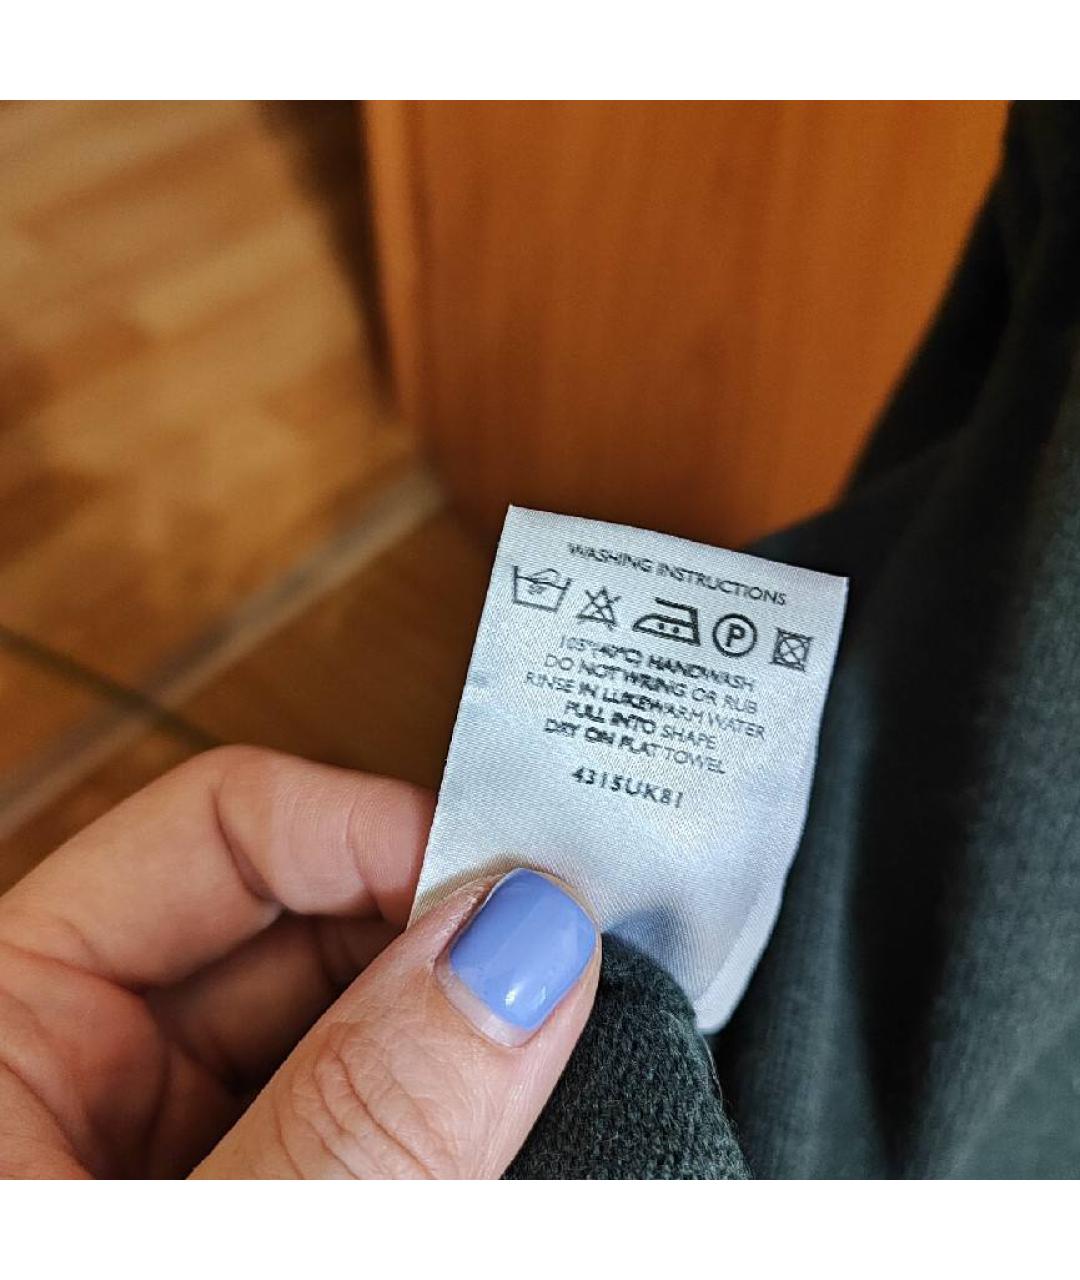 WASHING INSTRUCTIONS
P
105°(40°C) HANDWASH
DO NOT WRING OR RUB
RINSE IN LUKEWARM WATER
PULL INTO SHAPE
DRY ON FLAT TOWEL
4315UK81